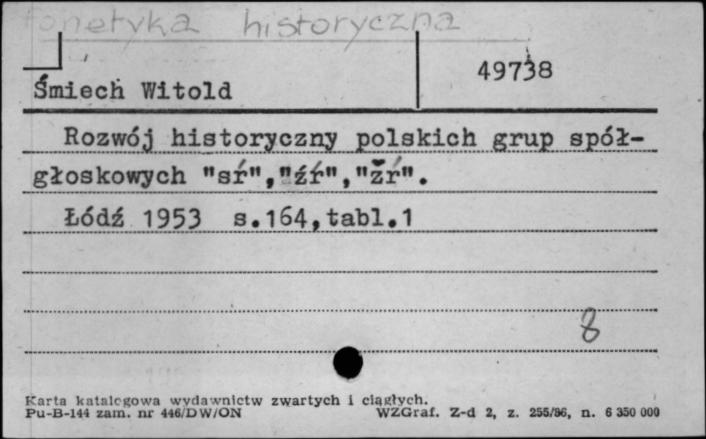 fonetyka historyczna
49738
Śmiech Witold
Rozwój historyczny polskich grup spół-
głoskowych "sŕ","źŕ","žŕ".
Łódź 1953 s.164,tabl.1
8
Karta katalogowa wydawnictw zwartych i ciągłych.
Pu-B-144 zam. nr 446/DW/ON WZGraf. Z-d 2, z. 255/86, n. 6 350 000